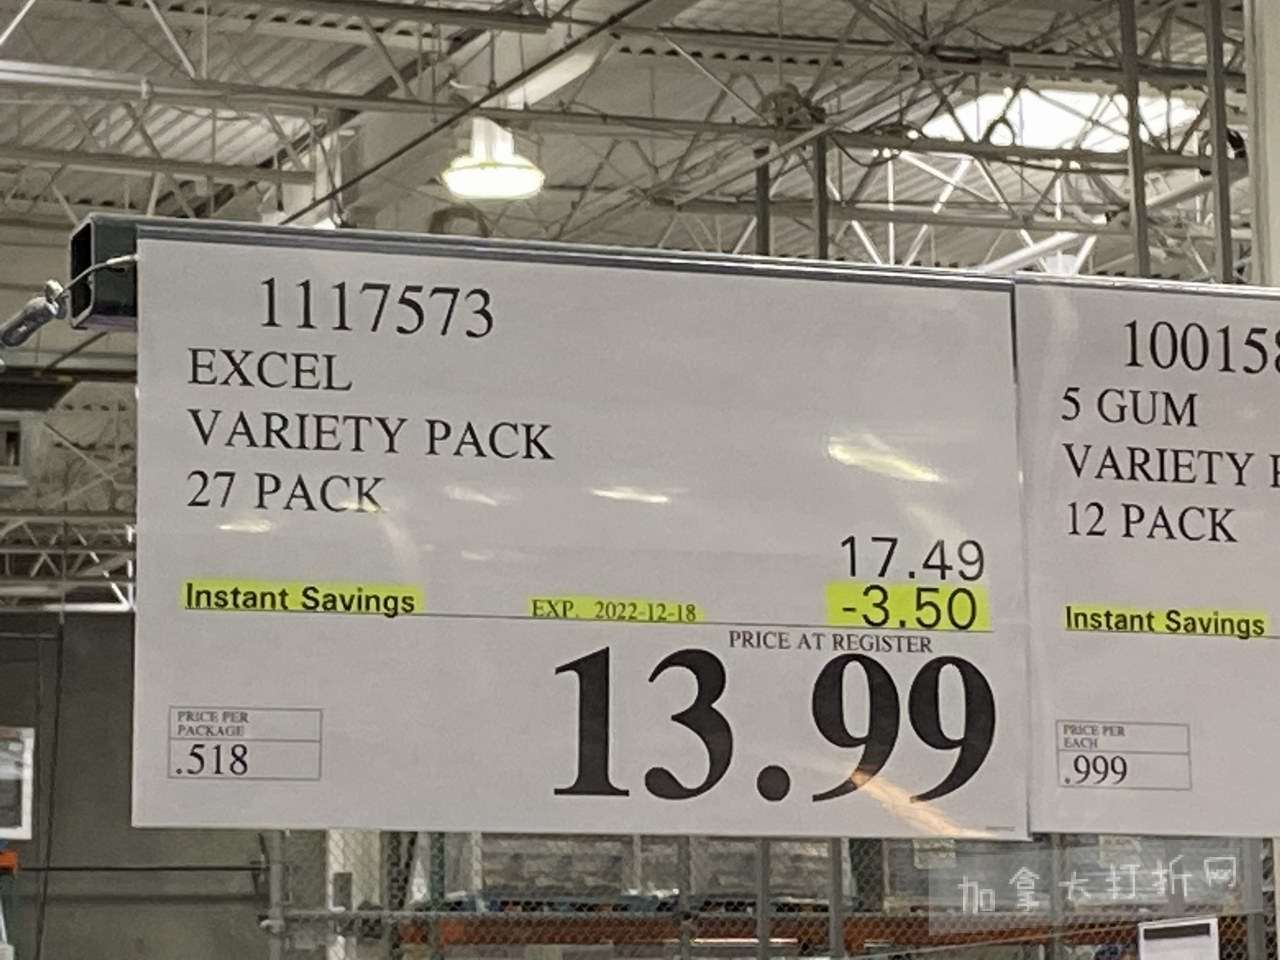 1117573
EXCEL
VARIETY PACK
27 PACK
17.49
Instant Savings EXP. 2022-12-18 -3.50
PRICE AT REGISTER
13.99
PRICE PER
PACKAGE
.518
10015
5 GUM
VARIETY
12 PACK
Instant Savings
PRICE PER
EACH
.999
加拿大打折网